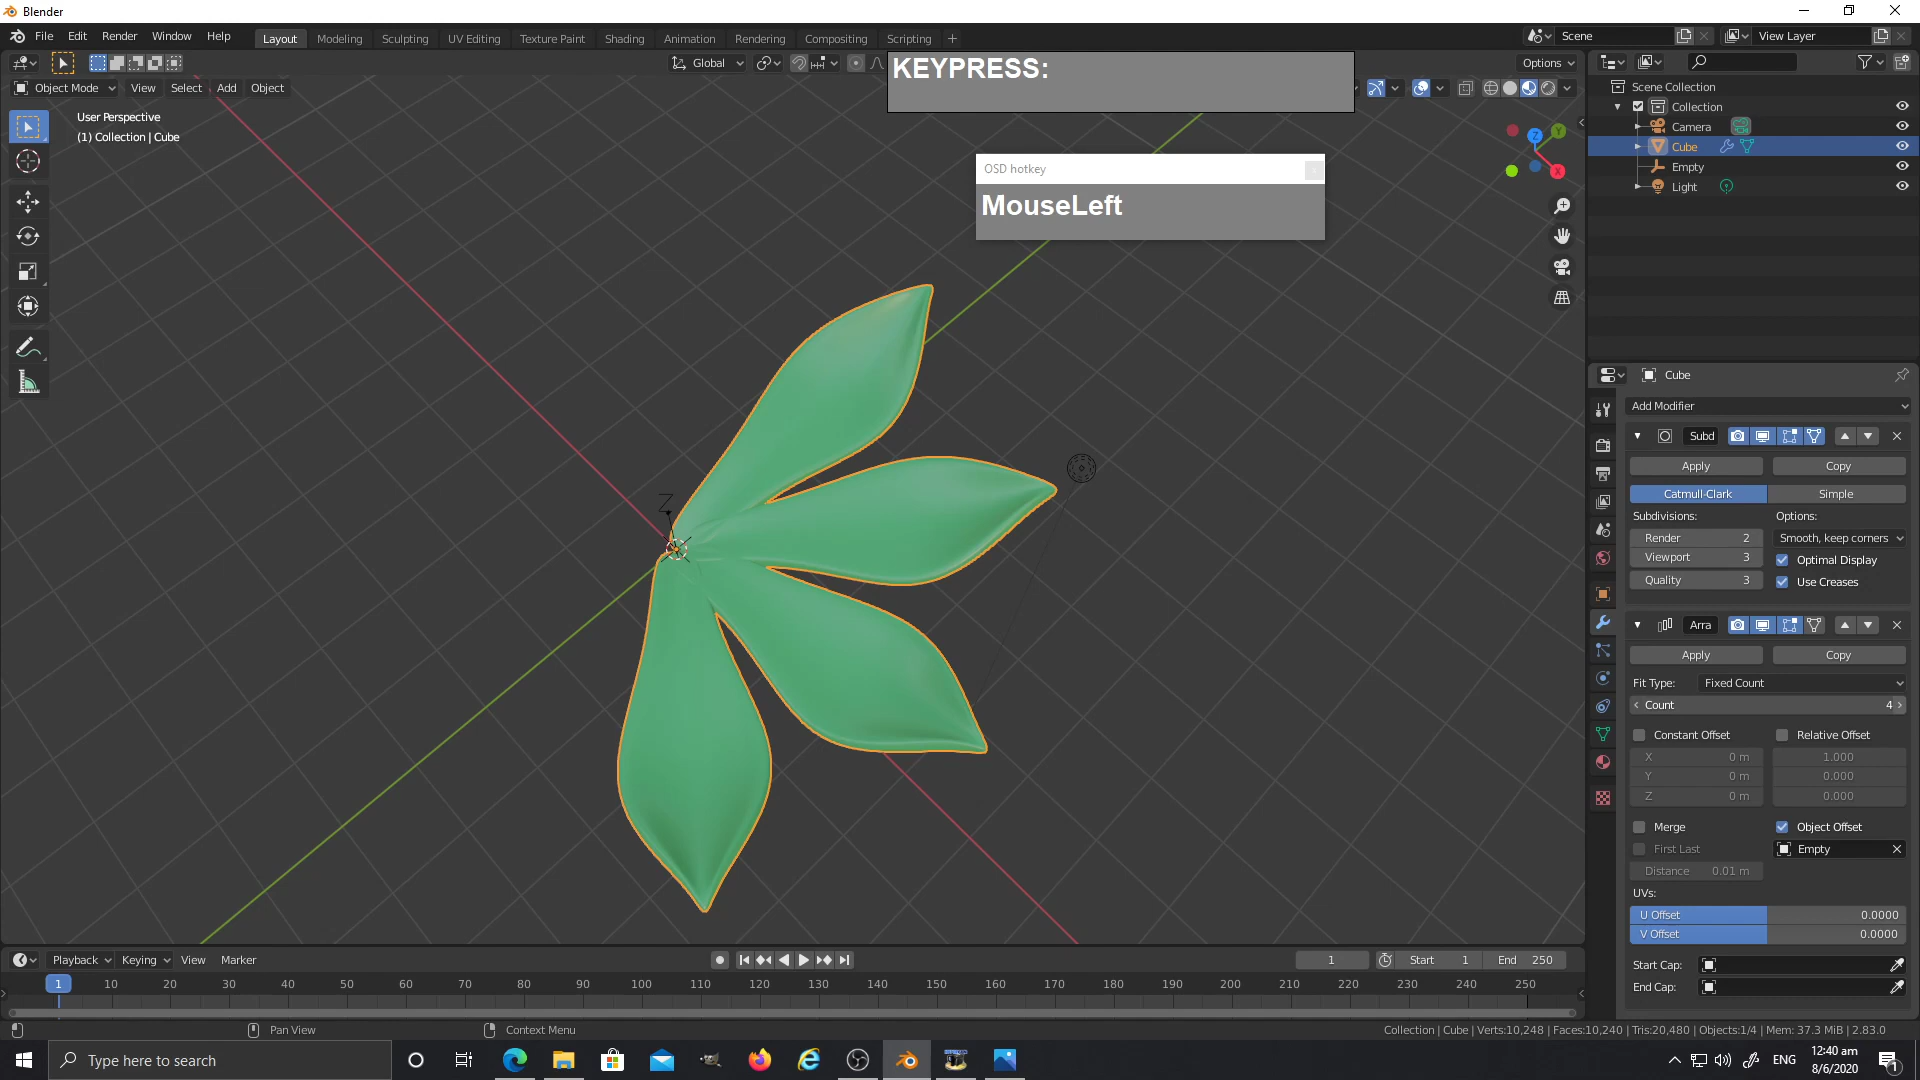 Blender
File Edit Render Window Help
Layout Modeling Sculpting UV Editing Texture Paint Shading Animation Rendering Compositing Scripting
Scene
View Layer
Global
KEYPRESS:
Options
Object Mode View Select Add Object
User Perspective
(1) Collection | Cube
OSD hotkey
MouseLeft
Z
Y
X
Z
Scene Collection
Collection
Camera
Cube
Empty
Light
Cube
Add Modifier
Subd
Apply Copy
Catmull-Clark Simple
Subdivisions: Options:
Render 2 Smooth, keep corners
Viewport 3 Optimal Display
Quality 3 Use Creases
Arra
Apply Copy
Fit Type: Fixed Count
Count 4
Constant Offset Relative Offset
X 0 m 1.000
Y 0 m 0.000
Z 0 m 0.000
Merge Object Offset
First Last Empty
Distance 0.01 m
UVs:
U Offset 0.0000
V Offset 0.0000
Start Cap:
End Cap:
Playback Keying View Marker
1 Start 1 End 250
1 10 20 30 40 50 60 70 80 90 100 110 120 130 140 150 160 170 180 190 200 210 220 230 240 250
Pan View Context Menu
Collection | Cube | Verts:10,248 | Faces:10,240 | Tris:20,480 | Objects:1/4 | Mem: 37.3 MiB | 2.83.0
Type here to search
ENG
12:40 am
8/6/2020
1